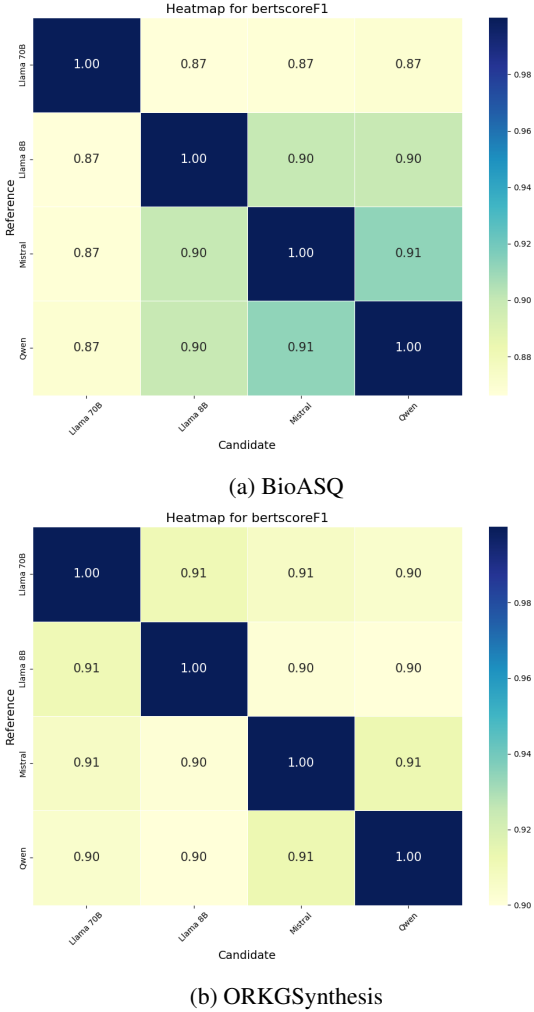 Heatmap for bertscoreF1
Reference
Llama 70B 1.00 0.87 0.87 0.87
Llama 8B 0.87 1.00 0.90 0.90
Mistral 0.87 0.90 1.00 0.91
Qwen 0.87 0.90 0.91 1.00
Llama 70B Llama 8B Mistral Qwen
Candidate
0.98
0.96
0.94
0.92
0.90
0.88
(a) BioASQ
Heatmap for bertscoreF1
Reference
Llama 70B 1.00 0.91 0.91 0.90
Llama 8B 0.91 1.00 0.90 0.90
Mistral 0.91 0.90 1.00 0.91
Qwen 0.90 0.90 0.91 1.00
Llama 70B Llama 8B Mistral Qwen
Candidate
0.98
0.96
0.94
0.92
0.90
(b) ORKGSynthesis